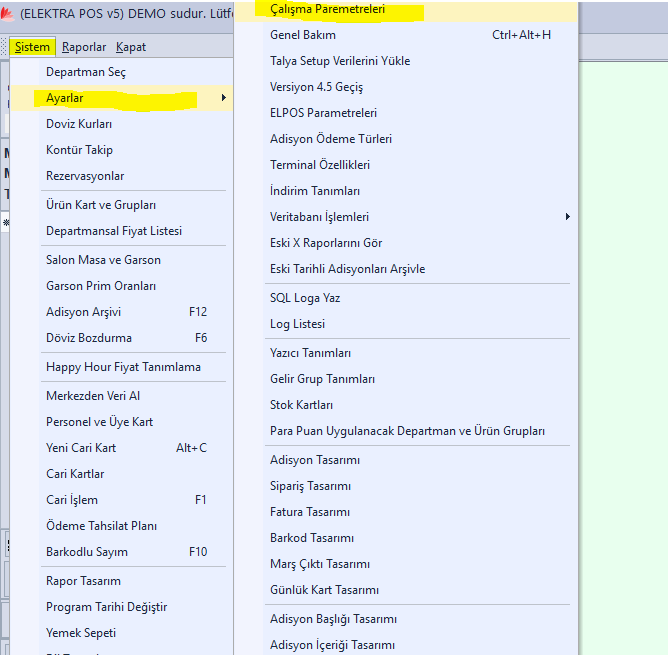 (ELEKTRA POS v5) DEMO sudur. Lütfe
Sistem Raporlar Kapat
Departman Seç
Ayarlar
Doviz Kurları
Kontür Takip
Rezervasyonlar
Ürün Kart ve Grupları
Departmansal Fiyat Listesi
Salon Masa ve Garson
Garson Prim Oranları
Adisyon Arşivi F12
Döviz Bozdurma F6
Happy Hour Fiyat Tanımlama
Merkezden Veri Al
Personel ve Üye Kart
Yeni Cari Kart Alt+C
Cari Kartlar
Cari İşlem F1
Ödeme Tahsilat Planı
Barkodlu Sayım F10
Rapor Tasarım
Program Tarihi Değiştir
Yemek Sepeti
Çalışma Paremetreleri
Genel Bakım Ctrl+Alt+H
Talya Setup Verilerini Yükle
Versiyon 4.5 Geçiş
ELPOS Parametreleri
Adisyon Ödeme Türleri
Terminal Özellikleri
İndirim Tanımları
Veritabanı İşlemleri
Eski X Raporlarını Gör
Eski Tarihli Adisyonları Arşivle
SQL Loga Yaz
Log Listesi
Yazıcı Tanımları
Gelir Grup Tanımları
Stok Kartları
Para Puan Uygulanacak Departman ve Ürün Grupları
Adisyon Tasarımı
Sipariş Tasarımı
Fatura Tasarımı
Barkod Tasarımı
Marş Çıktı Tasarımı
Günlük Kart Tasarımı
Adisyon Başlığı Tasarımı
Adisyon İçeriği Tasarımı